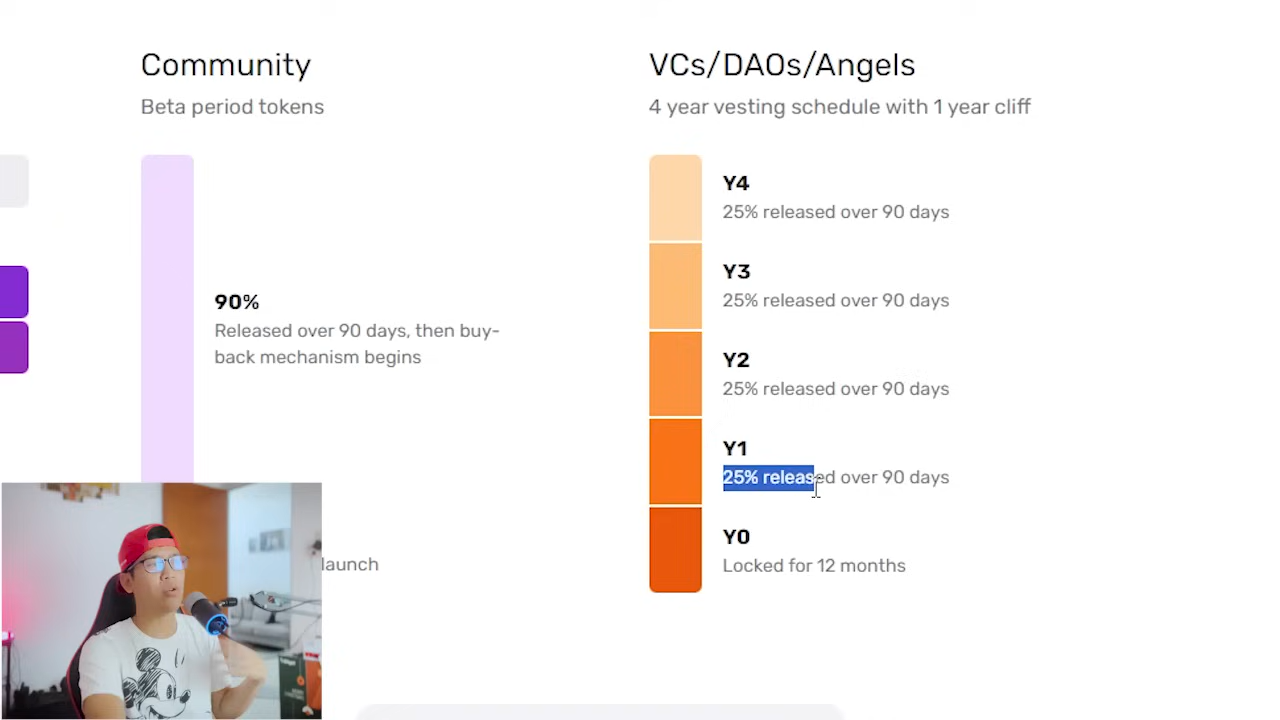 Community
Beta period tokens
90%
Released over 90 days, then buy-
back mechanism begins
launch
VCs/DAOs/Angels
4 year vesting schedule with 1 year cliff
Y4
25% released over 90 days
Y3
25% released over 90 days
Y2
25% released over 90 days
Y1
25% released over 90 days
Y0
Locked for 12 months